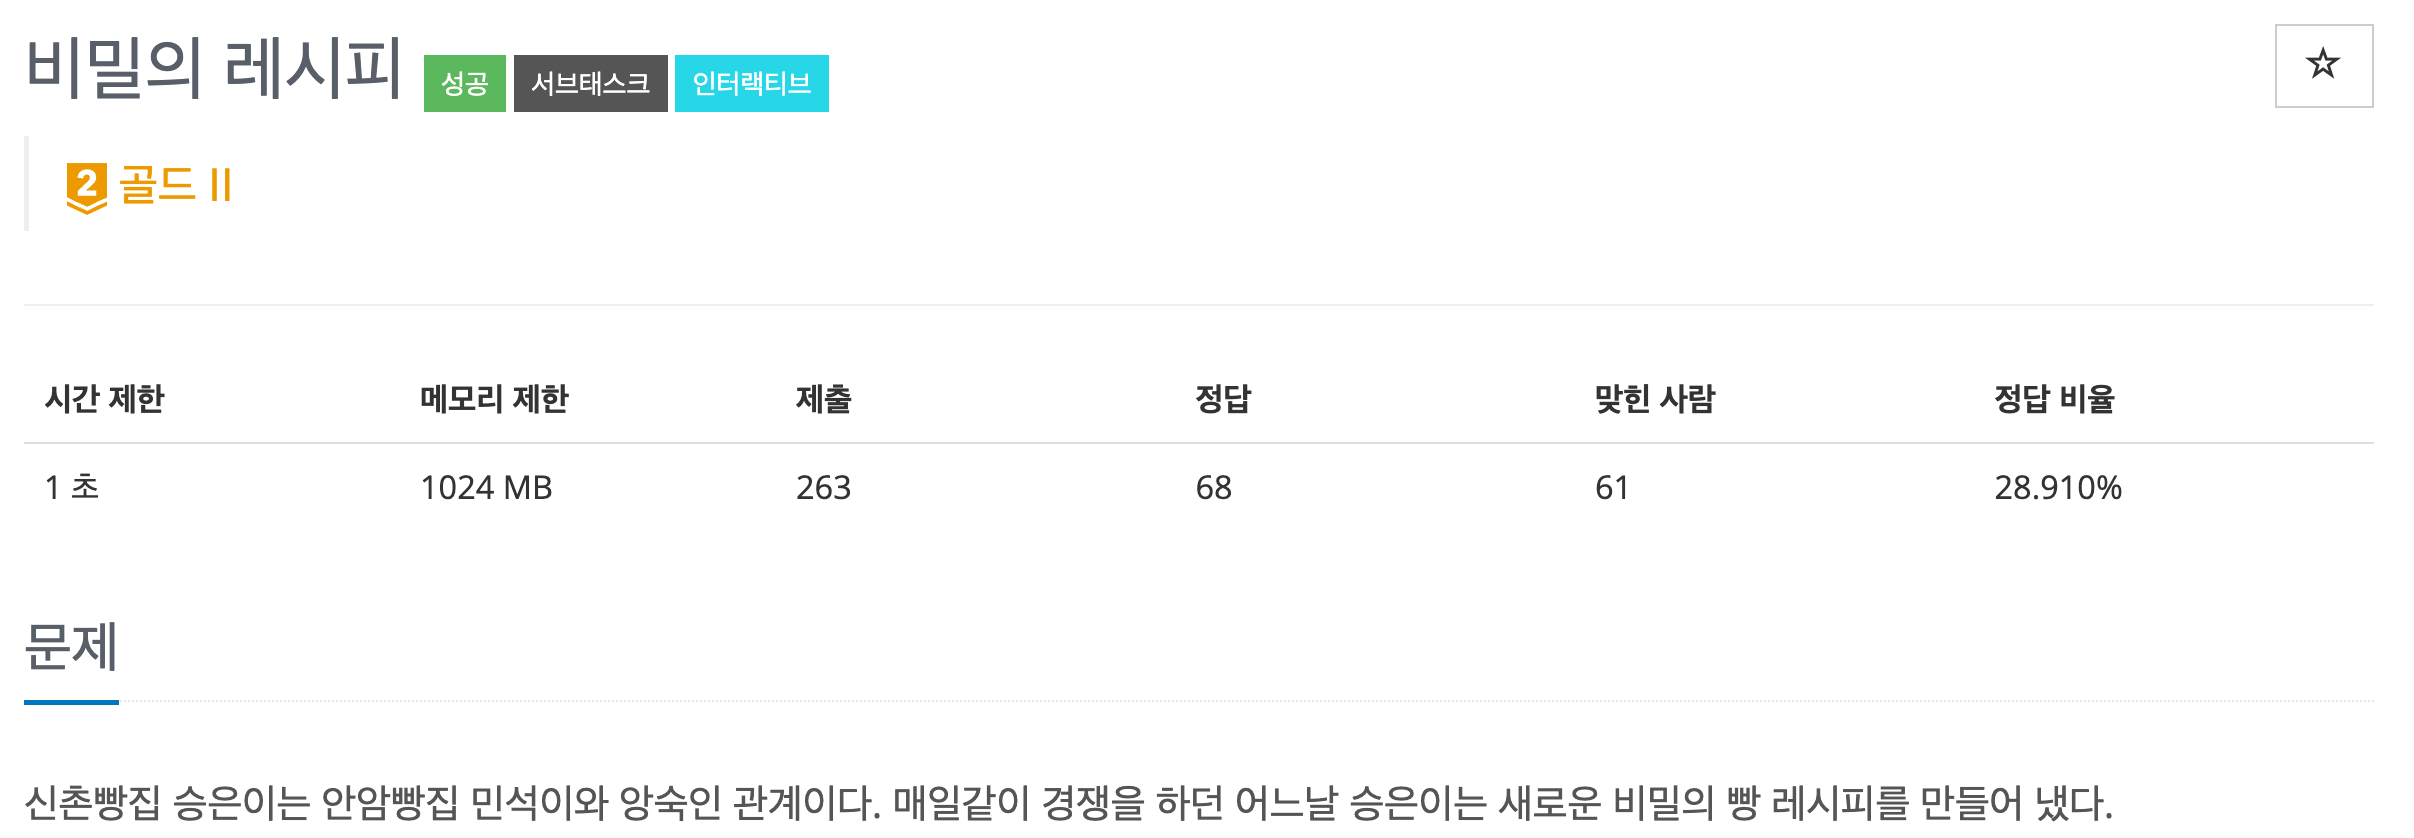 비밀의 레시피 성공 서브태스크 인터랙티브
2 골드 II
시간 제한 메모리 제한 제출 정답 맞힌 사람 정답 비율
1 초 1024 MB 263 68 61 28.910%
문제
신촌빵집 승은이는 안암빵집 민석이와 앙숙인 관계이다. 매일같이 경쟁을 하던 어느날 승은이는 새로운 비밀의 빵 레시피를 만들어 냈다.